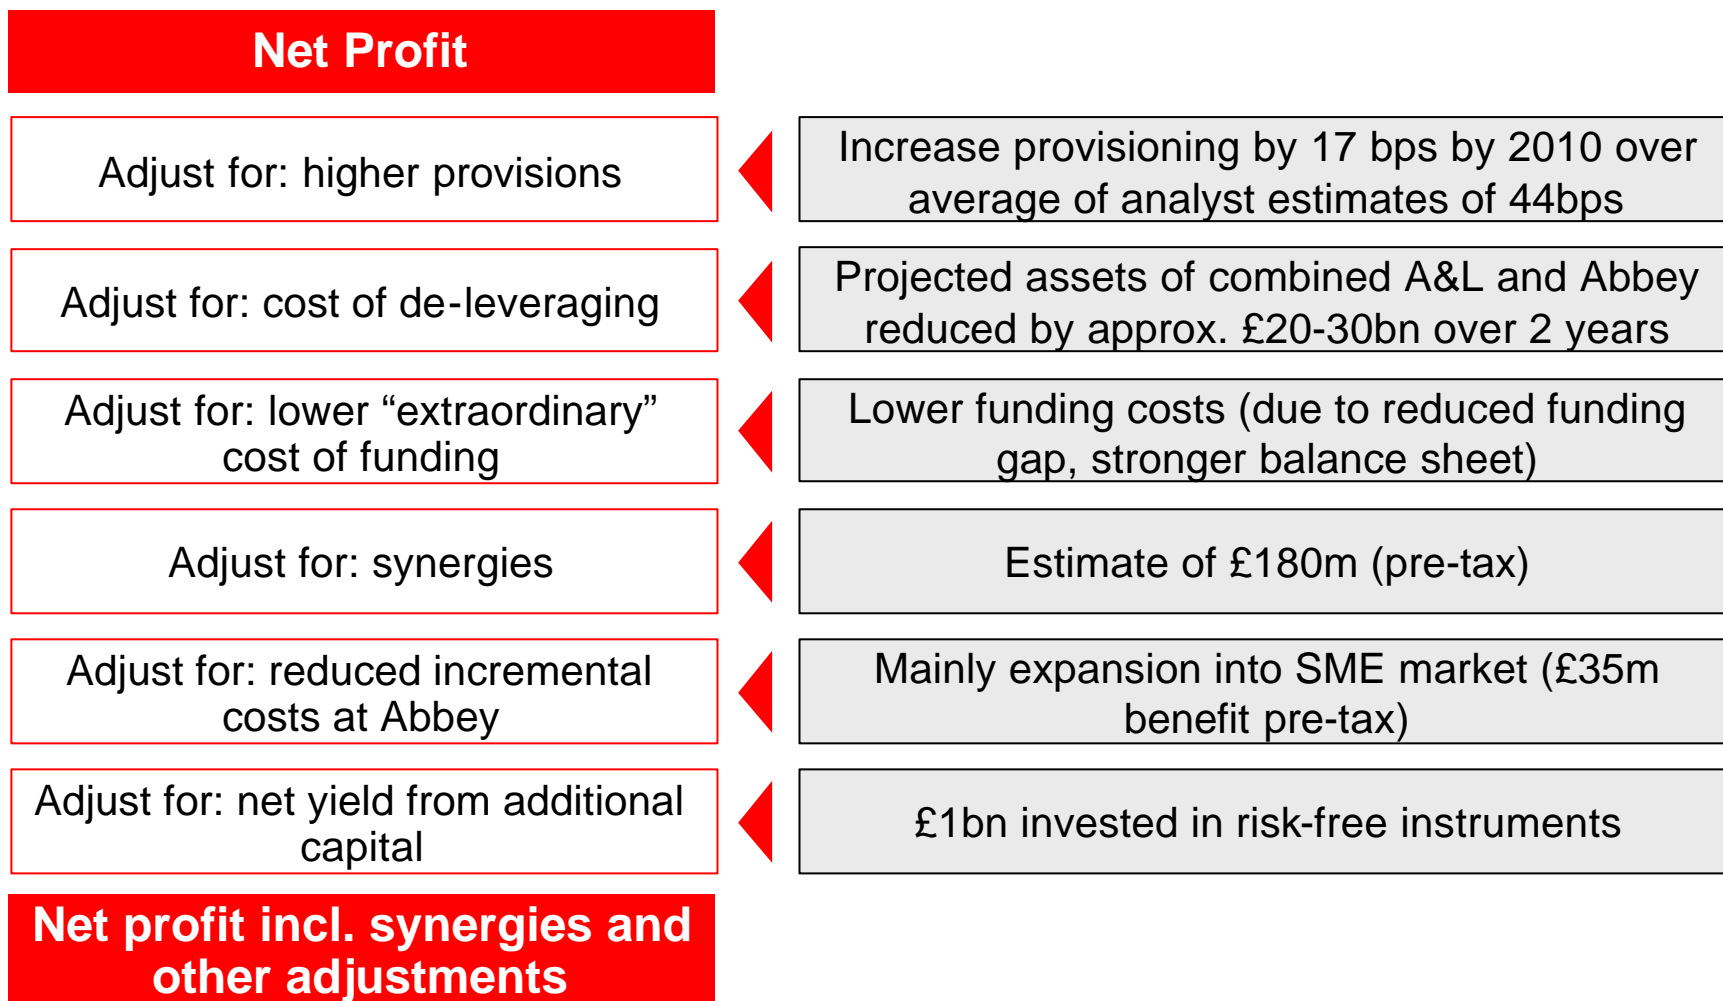 Net Profit
Adjust for: higher provisions
Increase provisioning by 17 bps by 2010 over
average of analyst estimates of 44bps
Adjust for: cost of de-leveraging
Projected assets of combined A&L and Abbey
reduced by approx. £20-30bn over 2 years
Adjust for: lower “extraordinary”
cost of funding
Lower funding costs (due to reduced funding
gap, stronger balance sheet)
Adjust for: synergies
Estimate of £180m (pre-tax)
Adjust for: reduced incremental
costs at Abbey
Mainly expansion into SME market (£35m
benefit pre-tax)
Adjust for: net yield from additional
capital
£1bn invested in risk-free instruments
Net profit incl. synergies and
other adjustments